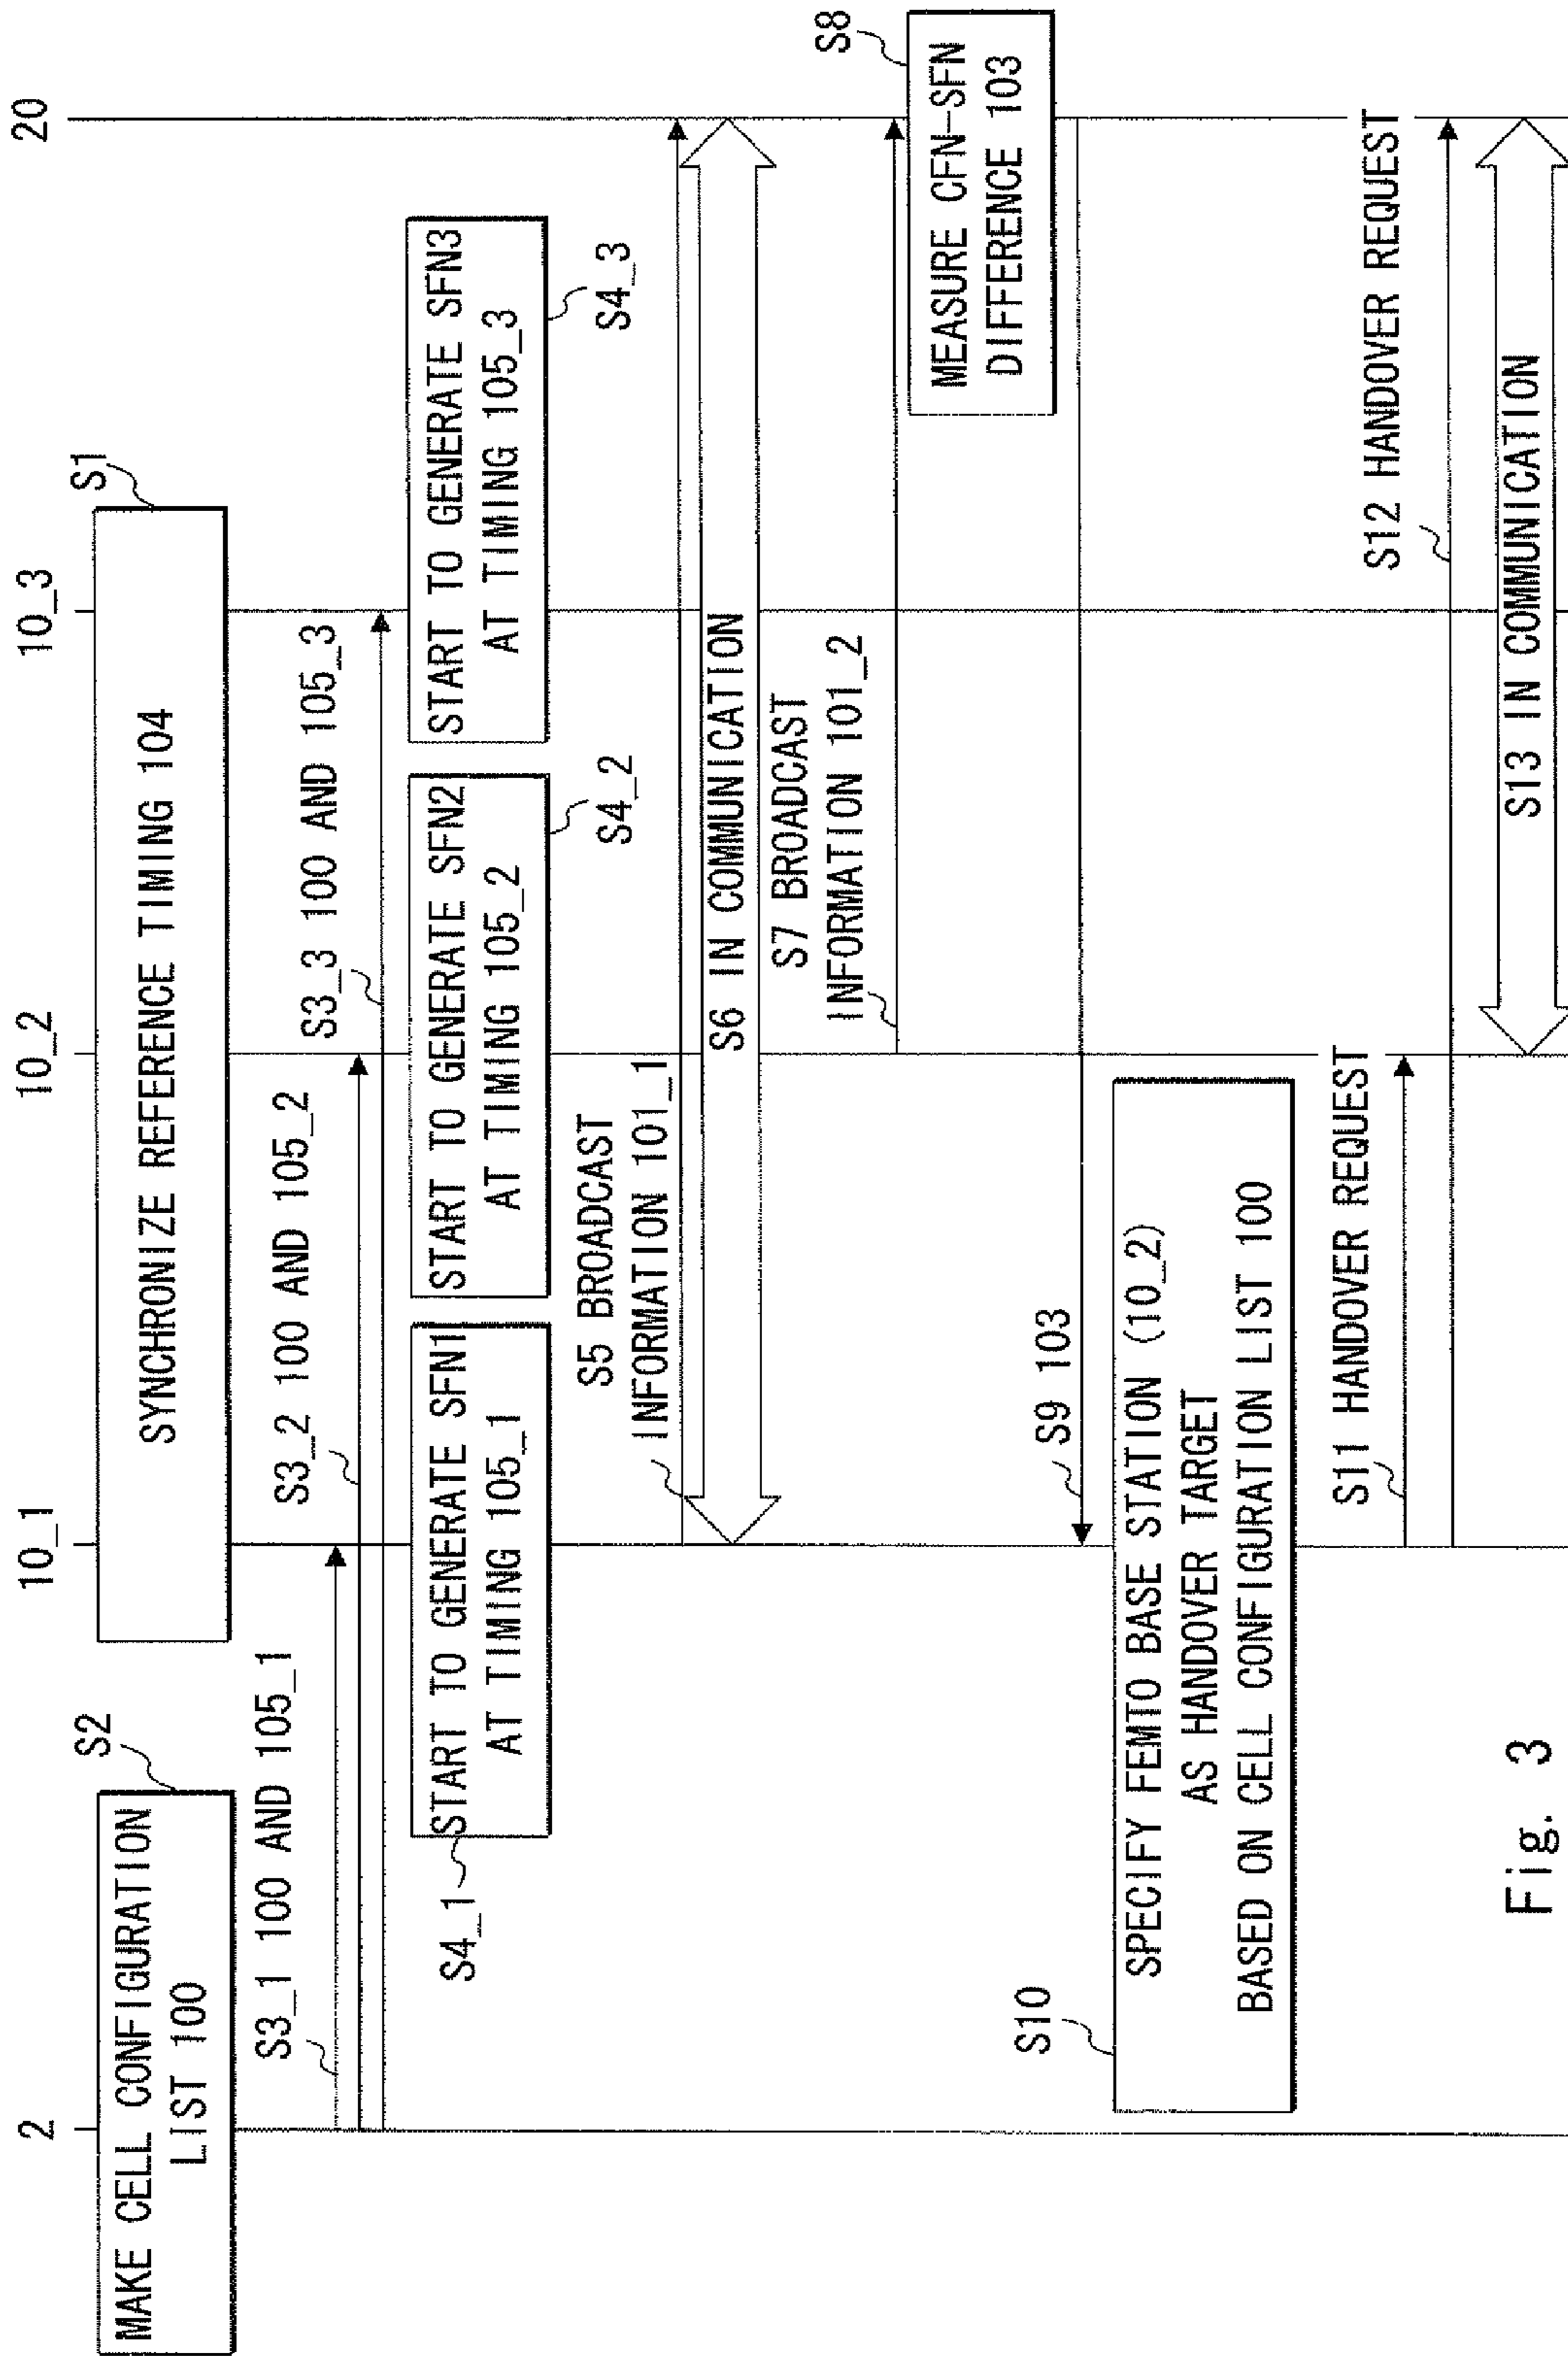 2
10_1
10_2
10_3
20
MAKE CELL CONFIGURATION
LIST 100
S2
SYNCHRONIZE REFERENCE TIMING 104
S1
S3_1 100 AND 105_1
S3_2 100 AND 105_2
S3_3 100 AND 105_3
START TO GENERATE SFN1
AT TIMING 105_1
S4_1
START TO GENERATE SFN2
AT TIMING 105_2
S4_2
START TO GENERATE SFN3
AT TIMING 105_3
S4_3
S5 BROADCAST
INFORMATION 101_1
S6 IN COMMUNICATION
S7 BROADCAST
INFORMATION 101_2
S8
MEASURE CFN-SFN
DIFFERENCE 103
S9 103
S10
SPECIFY FEMTO BASE STATION (10_2)
AS HANDOVER TARGET
BASED ON CELL CONFIGURATION LIST 100
S11 HANDOVER REQUEST
S12 HANDOVER REQUEST
S13 IN COMMUNICATION
Fig. 3